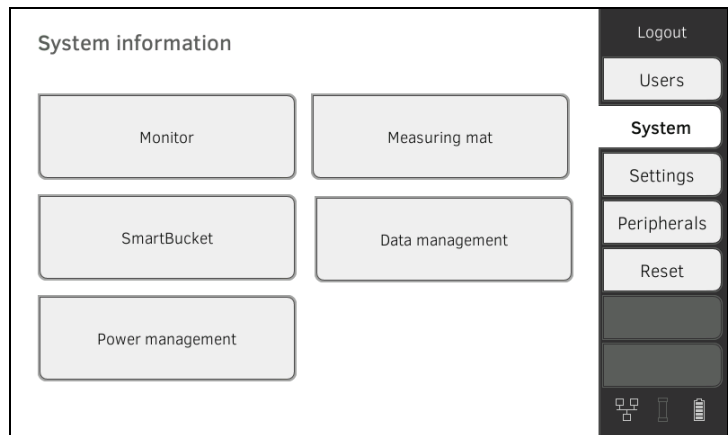 System information
Monitor
Measuring mat
SmartBucket
Data management
Power management
Logout
Users
System
Settings
Peripherals
Reset